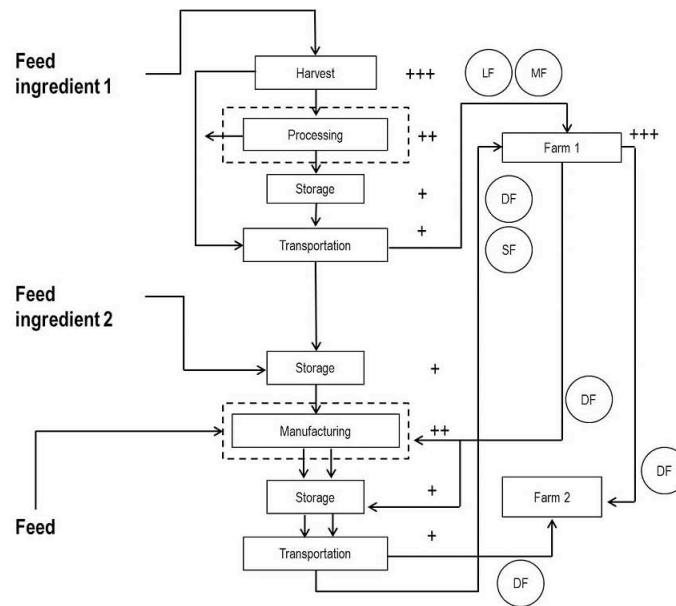 Feed
ingredient 1
Harvest
+++
LF
MF
Processing
++
Farm 1
+++
Storage
+
DF
Transportation
+
SF
Feed
ingredient 2
Storage
+
DF
Manufacturing
++
DF
Storage
+
Farm 2
Feed
Transportation
+
DF